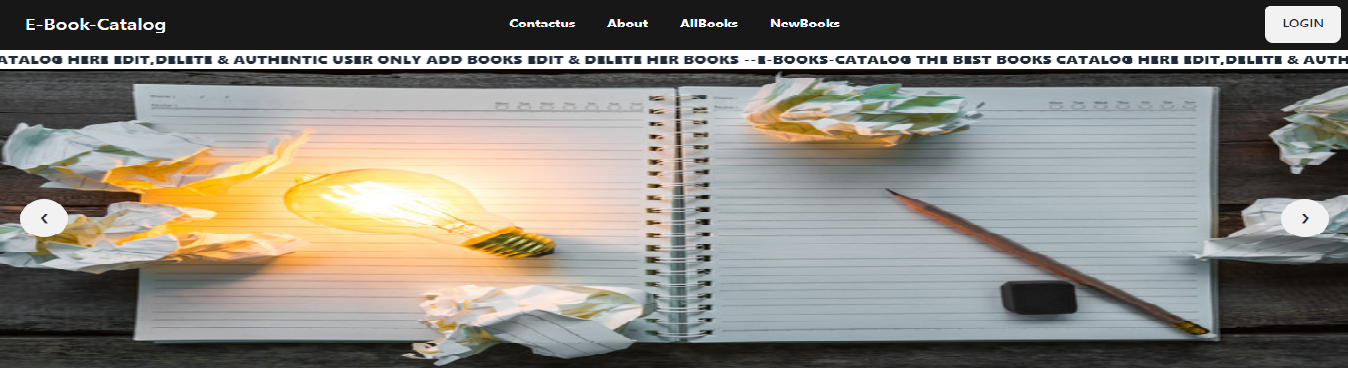 E-Book-Catalog
Contactus About AllBooks NewBooks
LOGIN
ATALOG HERE EDIT,DELETE & AUTHENTIC USER ONLY ADD BOOKS EDIT & DELETE HER BOOKS --E-BOOKS-CATALOG THE BEST BOOKS CATALOG HERE EDIT,DELETE & AUTH